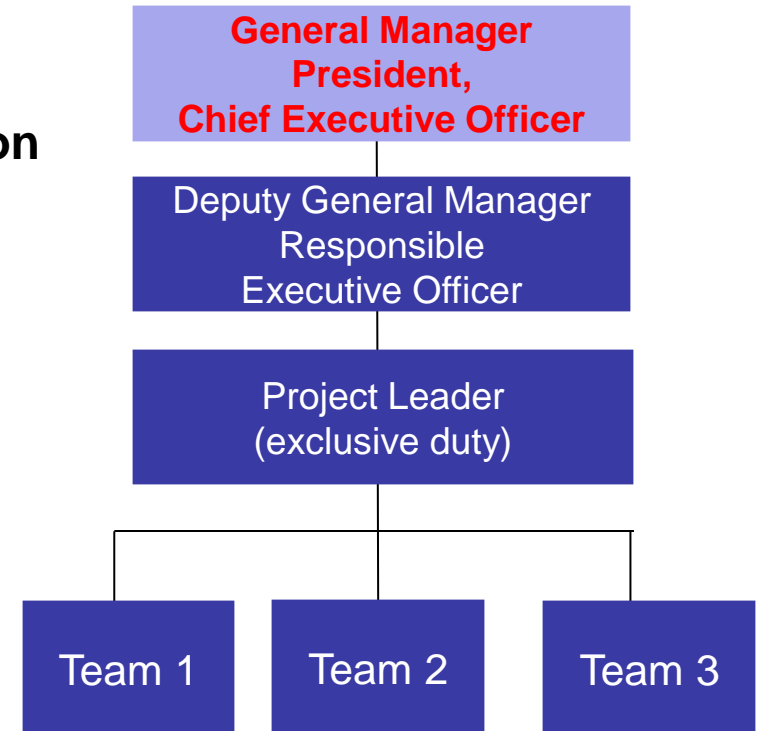 General Manager
President,
Chief Executive Officer
on
Deputy General Manager
Responsible
Executive Officer
Project Leader
(exclusive duty)
Team 1
Team 2
Team 3